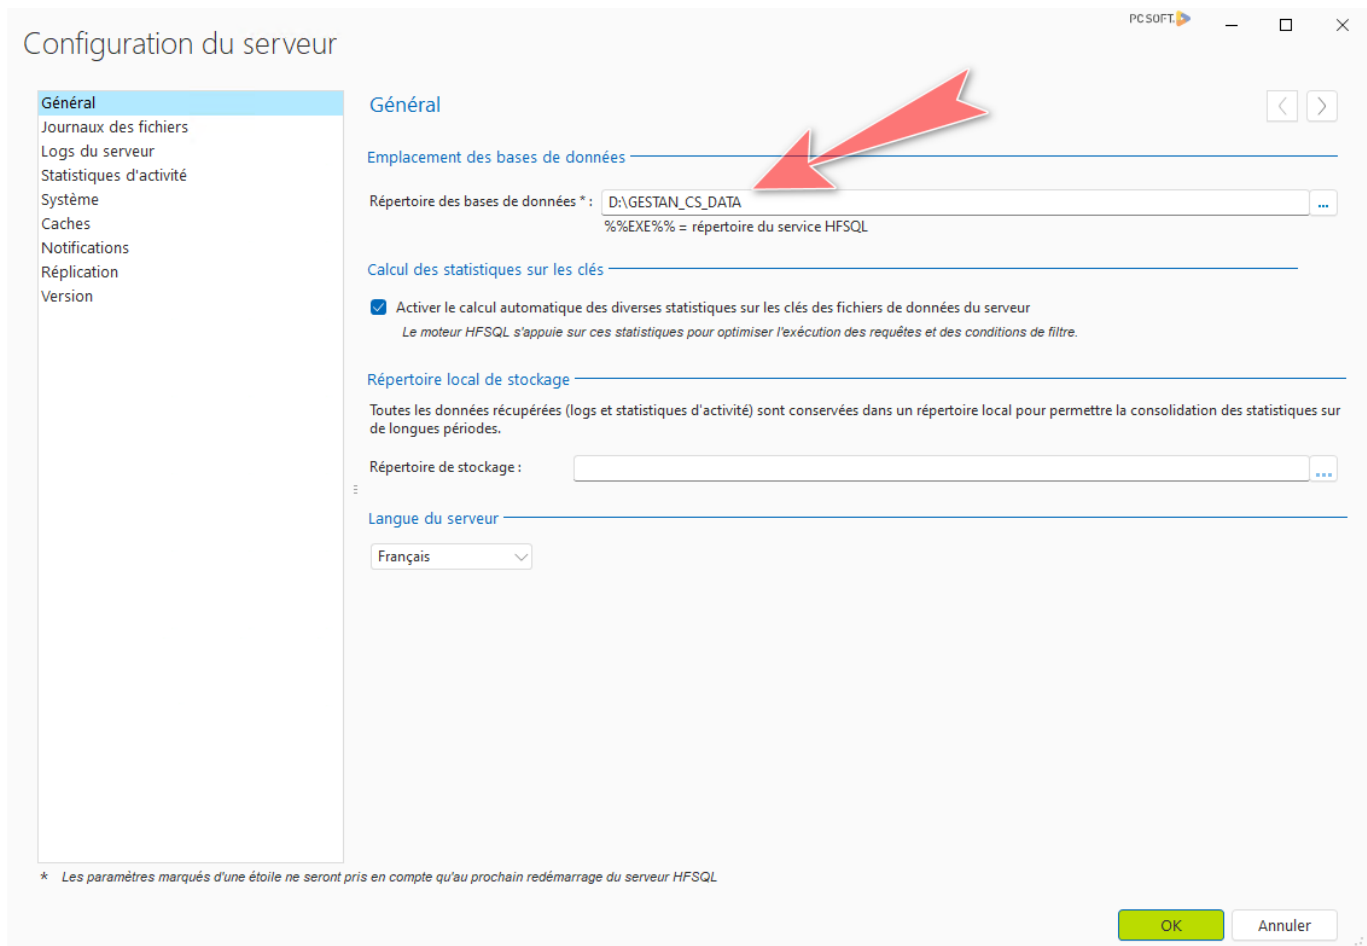 PC SOFT
Configuration du serveur
Général
Journaux des fichiers
Logs du serveur
Statistiques d'activité
Système
Caches
Notifications
Réplication
Version
Général
Emplacement des bases de données
Répertoire des bases de données * : D:\GESTAN_CS_DATA ...
%%EXE%% = répertoire du service HFSQL
Calcul des statistiques sur les clés
Activer le calcul automatique des diverses statistiques sur les clés des fichiers de données du serveur
Le moteur HFSQL s'appuie sur ces statistiques pour optimiser l'exécution des requêtes et des conditions de filtre.
Répertoire local de stockage
Toutes les données récupérées (logs et statistiques d'activité) sont conservées dans un répertoire local pour permettre la consolidation des statistiques sur
de longues périodes.
Répertoire de stockage : ...
Langue du serveur
Français
* Les paramètres marqués d'une étoile ne seront pris en compte qu'au prochain redémarrage du serveur HFSQL
OK Annuler